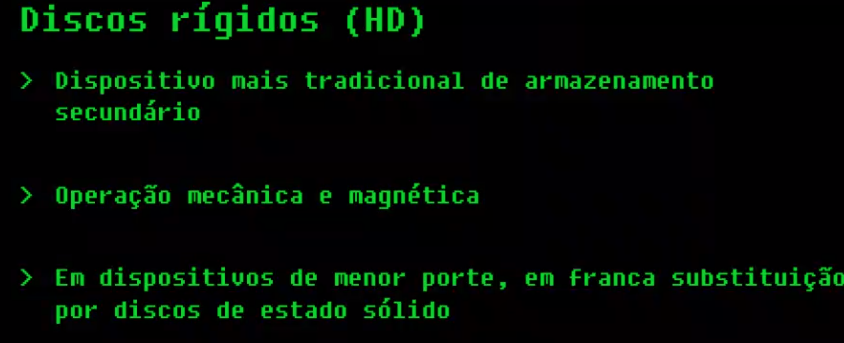 Discos rígidos (HD)
> Dispositivo mais tradicional de armazenamento
secundário
> Operação mecânica e magnética
> Em dispositivos de menor porte, em franca substituição
por discos de estado sólido